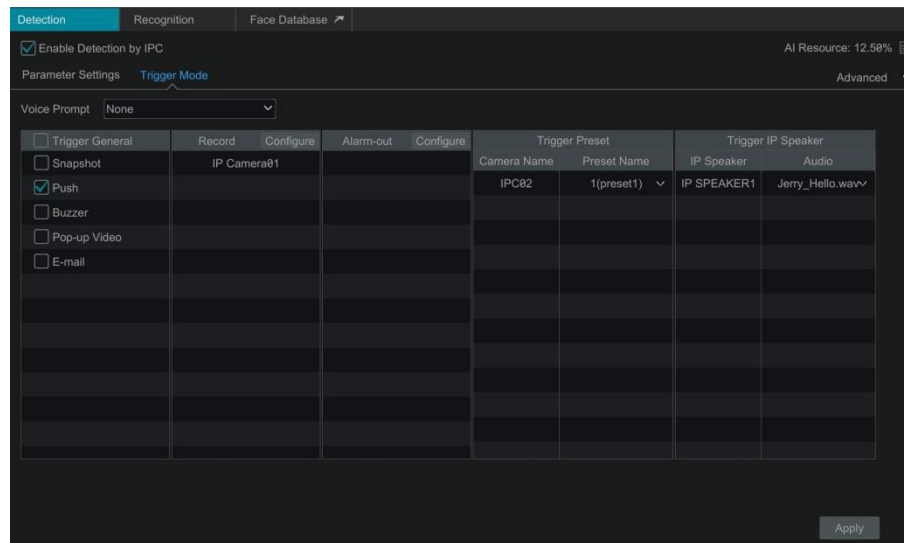 Detection Recognition Face Database
Enable Detection by IPC AI Resource: 12.50%
Parameter Settings Trigger Mode Advanced
Voice Prompt None
Trigger General Record Configure Alarm-out Configure Trigger Preset Trigger IP Speaker
Camera Name Preset Name IP Speaker Audio
Snapshot IP Camera01
Push IPC02 1(preset1) IP SPEAKER1 Jerry_Hello.wav
Buzzer
Pop-up Video
E-mail
Apply